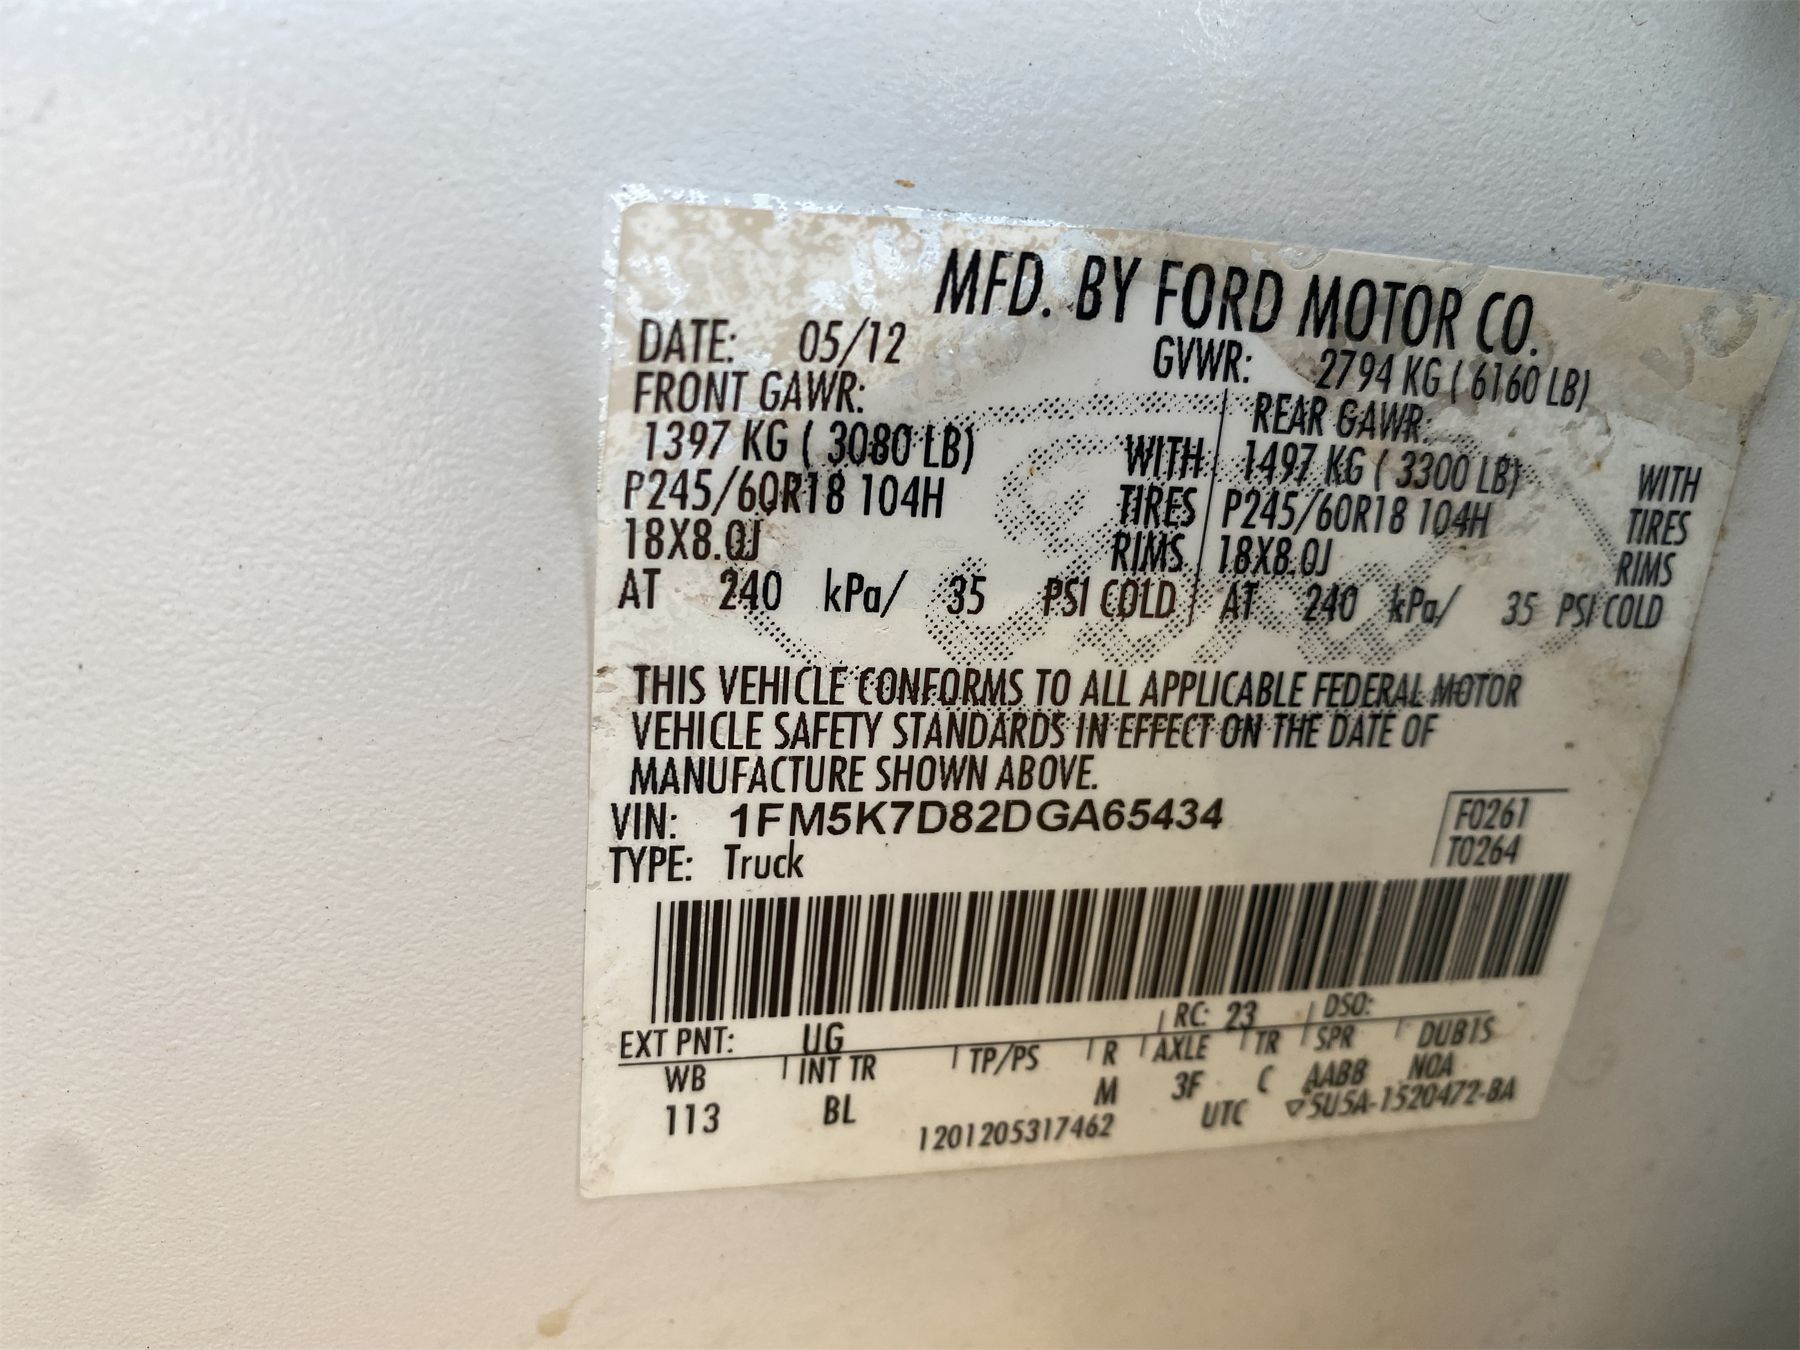 MFD. BY FORD MOTOR CO.
DATE: 05/12 GVWR: 2794 KG ( 6160 LB)
FRONT GAWR: REAR GAWR:
1397 KG ( 3080 LB) WITH 1497 KG ( 3300 LB) WITH
P245/60R18 104H TIRES P245/60R18 104H TIRES
18X8.0J RIMS 18X8.0J RIMS
AT 240 kPa/ 35 PSI COLD AT 240 kPa/ 35 PSI COLD
THIS VEHICLE CONFORMS TO ALL APPLICABLE FEDERAL MOTOR
VEHICLE SAFETY STANDARDS IN EFFECT ON THE DATE OF
MANUFACTURE SHOWN ABOVE.
VIN: 1FM5K7D82DGA65434 F0261
TYPE: Truck T0264
EXT PNT: UG RC: 23 DSO:
WB INT TR TP/PS R AXLE TR SPR DUB1S
113 BL M 3F C AABB NOA
1201205317462 UTC ▽5U5A-1520472-BA